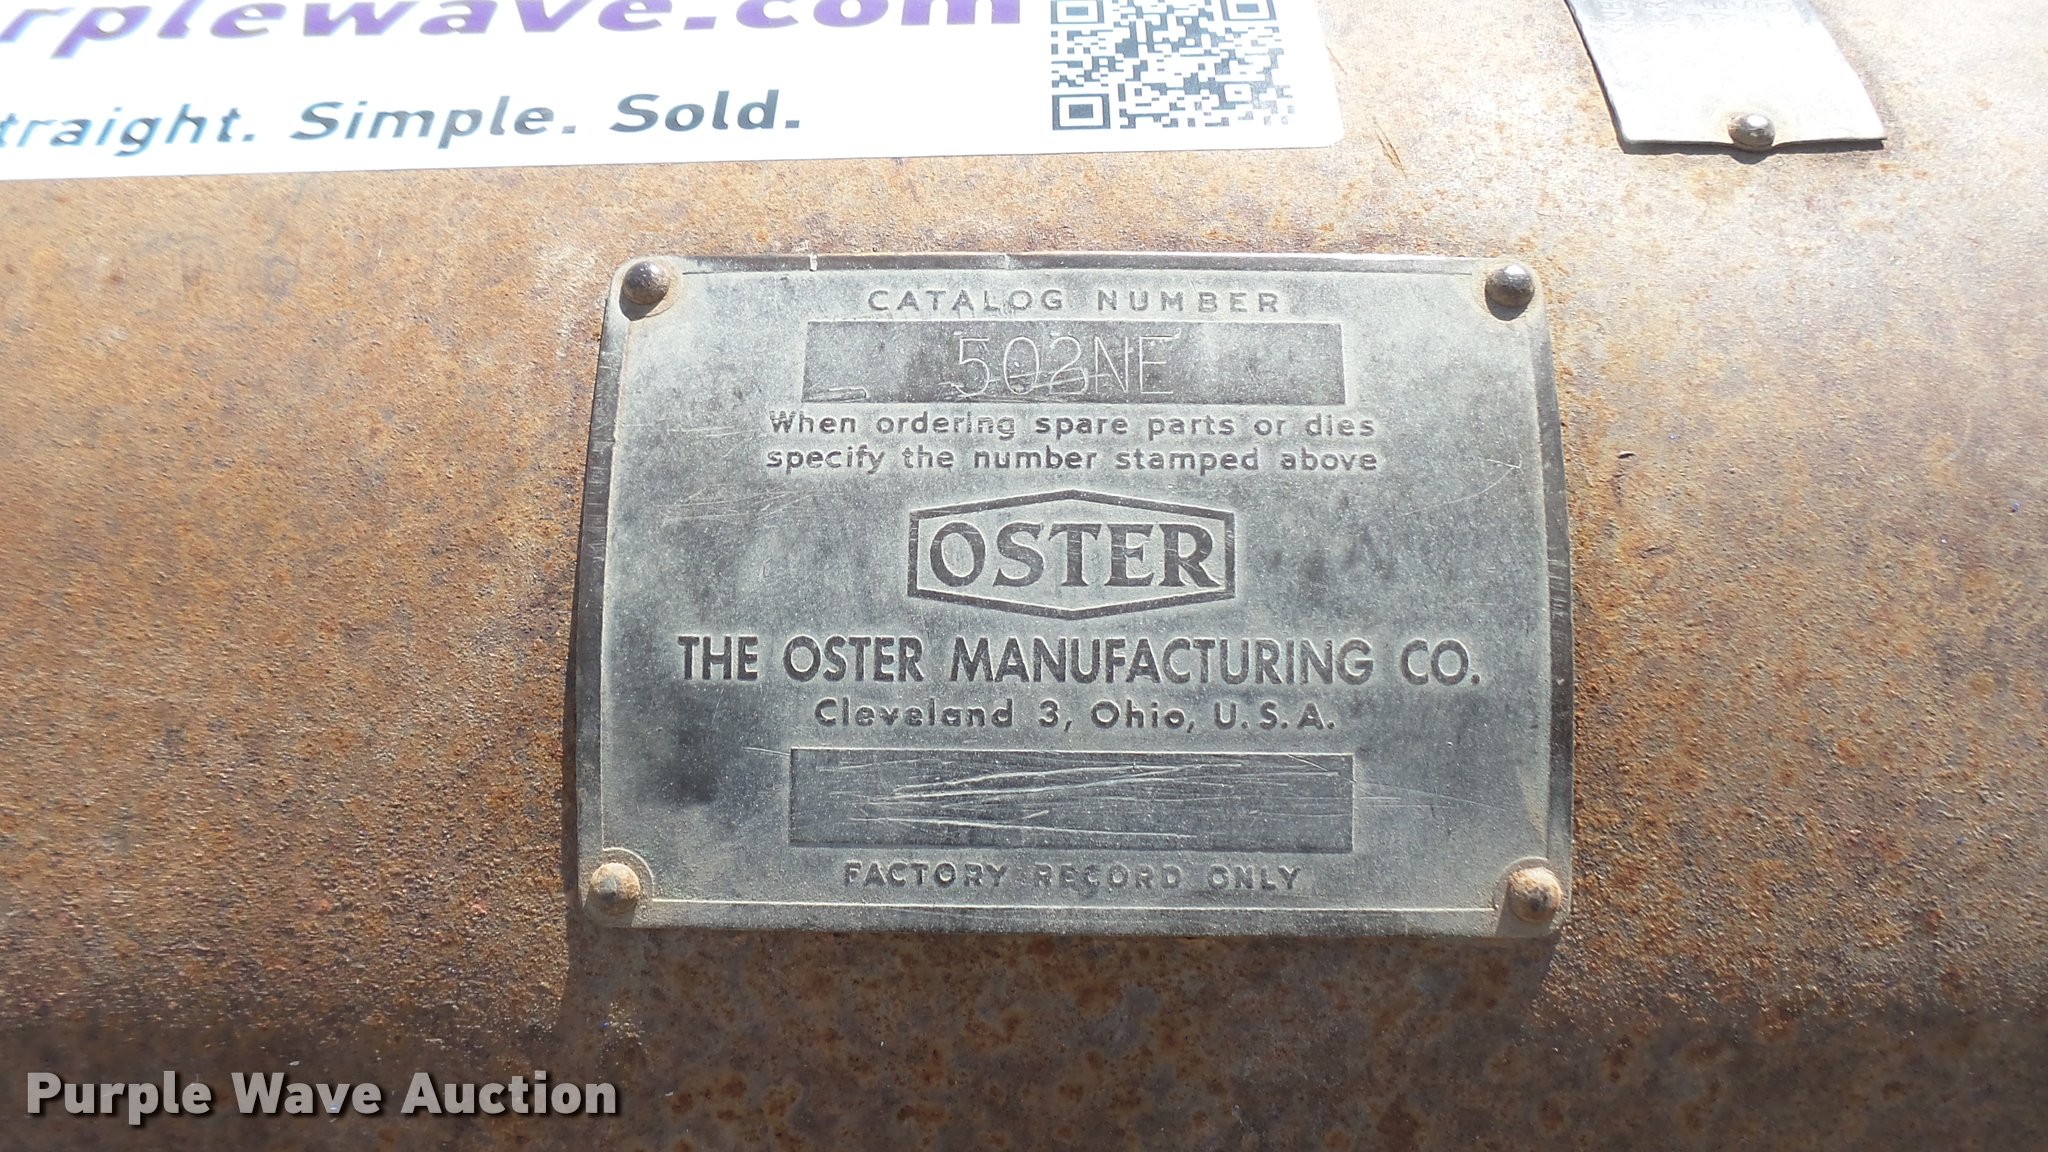 rplewave.com
traight. Simple. Sold.
CATALOG NUMBER
502NE
When ordering spare parts or dies
specify the number stamped above
OSTER
THE OSTER MANUFACTURING CO.
Cleveland 3, Ohio, U.S.A.
FACTORY RECORD ONLY
Purple Wave Auction